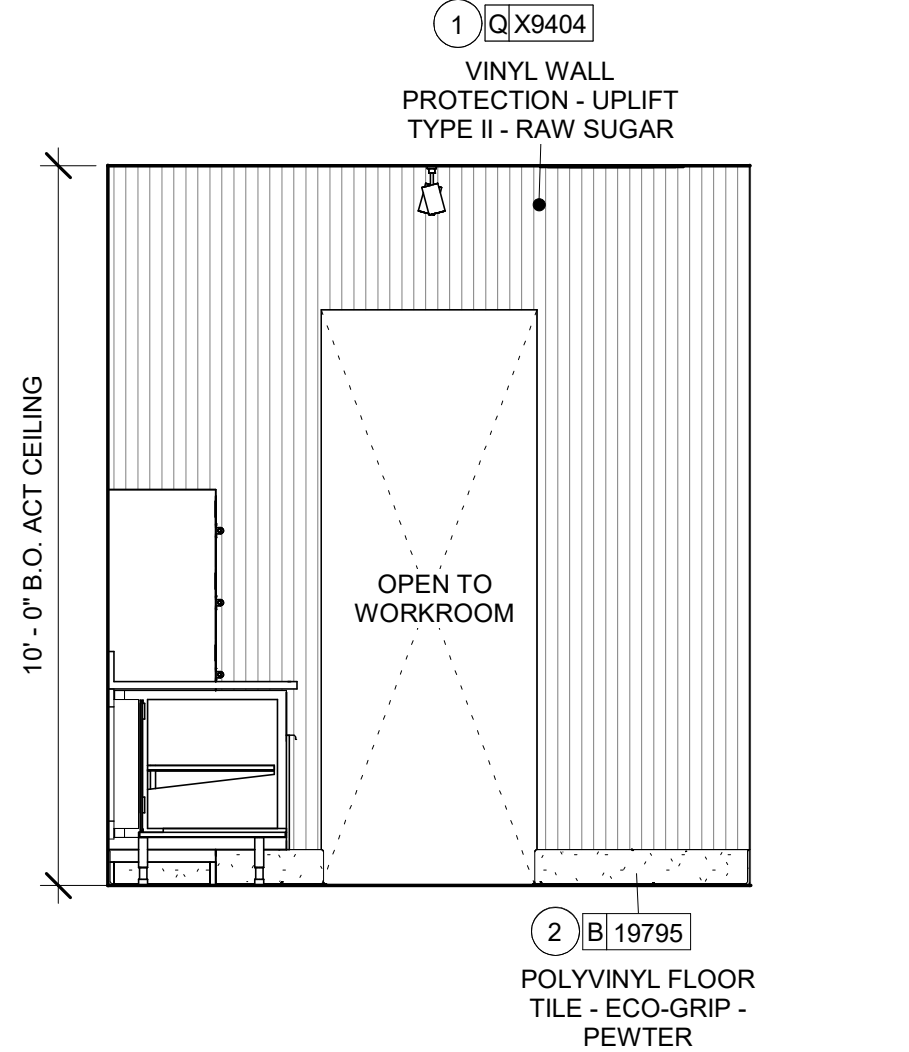 1 Q X9404
VINYL WALL
PROTECTION - UPLIFT
TYPE II - RAW SUGAR
10' - 0" B.O. ACT CEILING
OPEN TO
WORKROOM
2 B 19795
POLYVINYL FLOOR
TILE - ECO-GRIP -
PEWTER